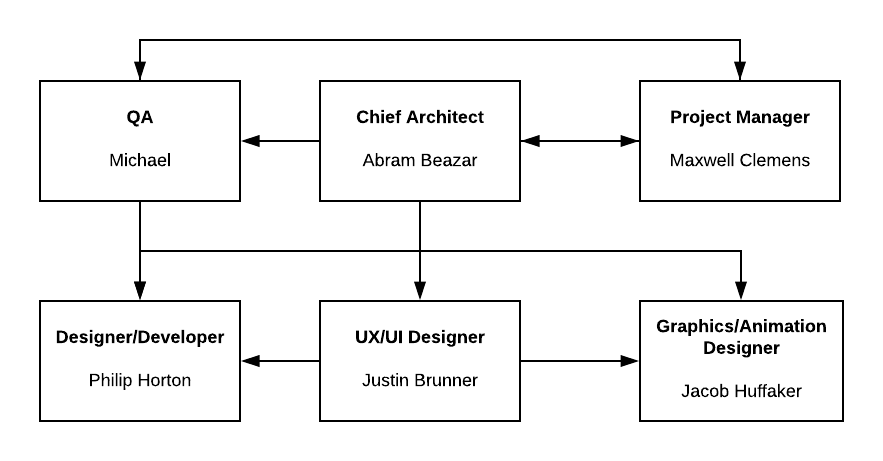 QA
Michael
Chief Architect
Abram Beazar
Project Manager
Maxwell Clemens
Designer/Developer
Philip Horton
UX/UI Designer
Justin Brunner
Graphics/Animation
Designer
Jacob Huffaker